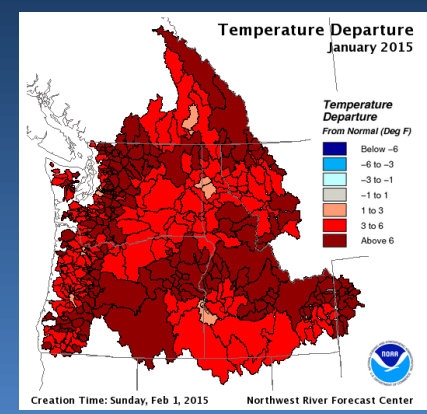 Temperature Departure
January 2015
Temperature
Departure
From Normal (Deg F)
Below -6
-6 to -3
-3 to -1
-1 to 1
1 to 3
3 to 6
Above 6
NOAA
Creation Time: Sunday, Feb 1, 2015 Northwest River Forecast Center